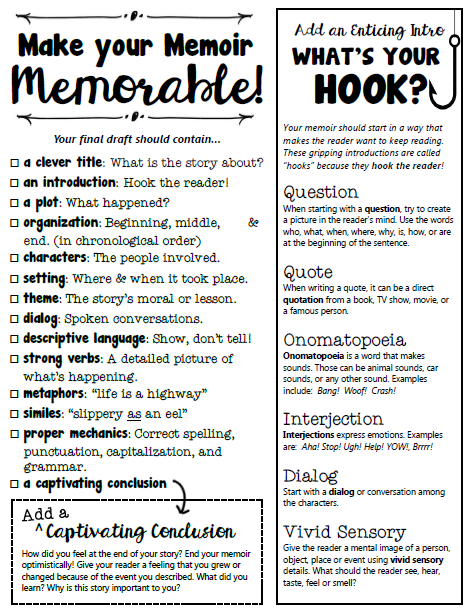 Make your Memoir
Memorable!
Your final draft should contain...
□ a clever title: What is the story about?
□ an introduction: Hook the reader!
□ a plot: What happened?
□ organization: Beginning, middle, &
end. (in chronological order)
□ characters: The people involved.
□ setting: Where & when it took place.
□ theme: The story's moral or lesson.
□ dialog: Spoken conversations.
□ descriptive language: Show, don't tell!
□ strong verbs: A detailed picture of
what's happening.
□ metaphors: "life is a highway"
□ similes: "slippery as an eel"
□ proper mechanics: Correct spelling,
punctuation, capitalization, and
grammar.
□ a captivating conclusion
Add a
^Captivating Conclusion
How did you feel at the end of your story? End your memoir
optimistically! Give your reader a feeling that you grew or
changed because of the event you described. What did you
learn? Why is this story important to you?
Add an Enticing Intro
WHAT'S YOUR
HOOK?
Your memoir should start in a way that
makes the reader want to keep reading.
These gripping introductions are called
"hooks" because they hook the reader!
Question
When starting with a question, try to create
a picture in the reader's mind. Use the words
who, what, when, where, why, is, how, or are
at the beginning of the sentence.
Quote
When writing a quote, it can be a direct
quotation from a book, TV show, movie, or
a famous person.
Onomatopoeia
Onomatopoeia is a word that makes
sounds. Those can be animal sounds, car
sounds, or any other sound. Examples
include: Bang! Woof! Crash!
Interjection
Interjections express emotions. Examples
are: Aha! Stop! Ugh! Help! YOW!, Brrrr!
Dialog
Start with a dialog or conversation among
the characters.
Vivid Sensory
Give the reader a mental image of a person,
object, place or event using vivid sensory
details. What should the reader see, hear,
taste, feel or smell?